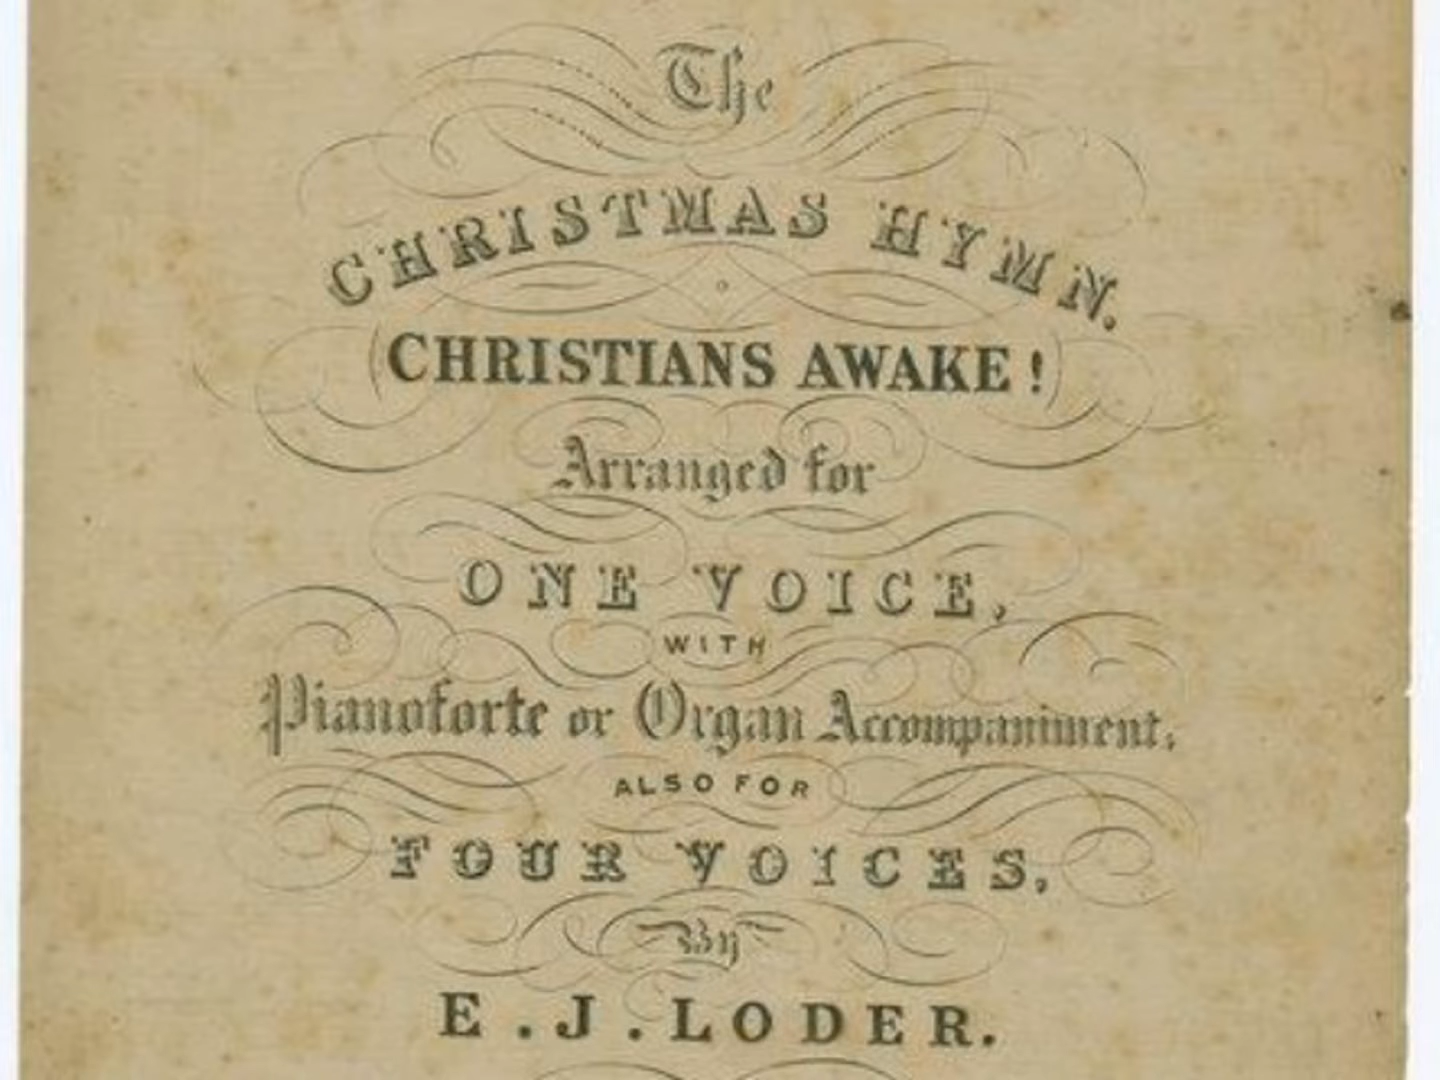 The
CHRISTMAS HYMN.
(CHRISTIANS AWAKE!)
Arranged for
ONE VOICE,
WITH
Pianoforte or Organ Accompaniment,
ALSO FOR
FOUR VOICES,
By
E. J. LODER.